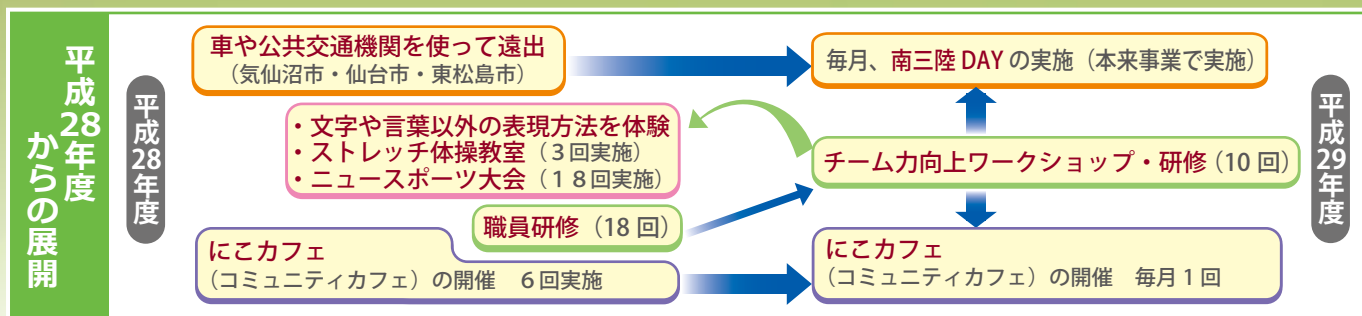 平成28年度
からの展開
平成28年度
車や公共交通機関を使って遠出
（気仙沼市・仙台市・東松島市）
・文字や言葉以外の表現方法を体験
・ストレッチ体操教室（３回実施）
・ニュースポーツ大会（１８回実施）
職員研修（18 回）
にこカフェ
（コミュニティカフェ）の開催　６回実施
毎月、南三陸 DAY の実施（本来事業で実施）
チーム力向上ワークショップ・研修（10 回）
にこカフェ
（コミュニティカフェ）の開催　毎月 1 回
平成29年度